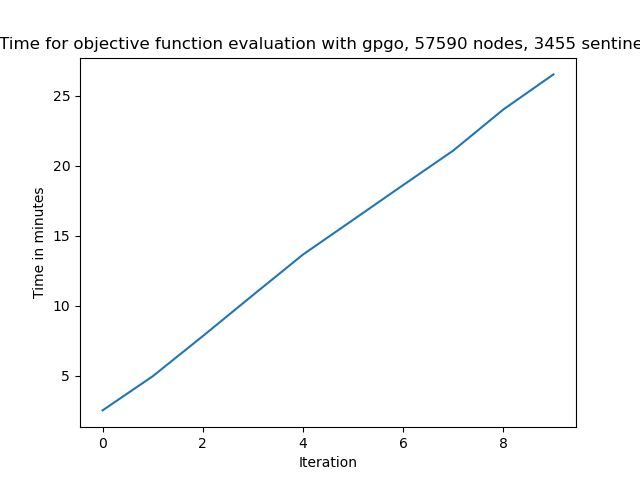 Time for objective function evaluation with gpgo, 57590 nodes, 3455 sentine
25
20
15
10
5
Time in minutes
0 2 4 6 8
Iteration